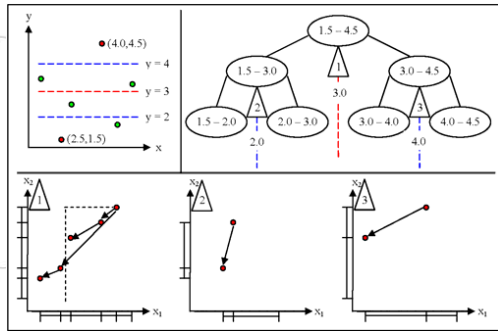 y
(4.0,4.5)
y = 4
y = 3
y = 2
(2.5,1.5)
x
1.5 – 4.5
1
3.0
1.5 – 3.0
3.0 – 4.5
2
3
1.5 – 2.0
2.0 – 3.0
3.0 – 4.0
4.0 – 4.5
2.0
4.0
x2
1
x1
x2
2
x1
x2
3
x1